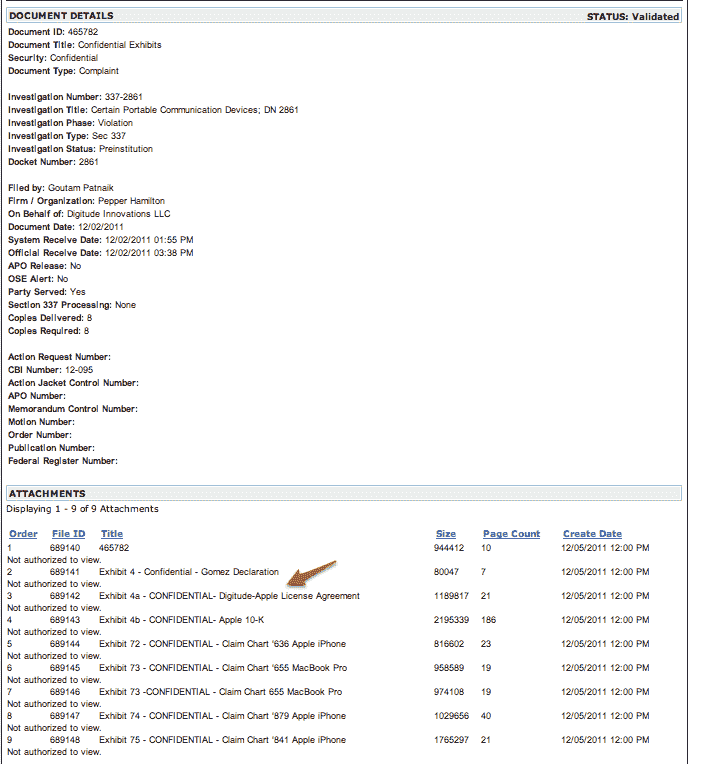 DOCUMENT DETAILS STATUS: Validated
Document ID: 465782
Document Title: Confidential Exhibits
Security: Confidential
Document Type: Complaint
Investigation Number: 337-2861
Investigation Title: Certain Portable Communication Devices; DN 2861
Investigation Phase: Violation
Investigation Type: Sec 337
Investigation Status: Preinstitution
Docket Number: 2861
Filed by: Goutam Patnaik
Firm / Organization: Pepper Hamilton
On Behalf of: Digitude Innovations LLC
Document Date: 12/02/2011
System Receive Date: 12/02/2011 01:55 PM
Official Receive Date: 12/02/2011 03:38 PM
APO Release: No
OSE Alert: No
Party Served: Yes
Section 337 Processing: None
Copies Delivered: 8
Copies Required: 8
Action Request Number:
CBI Number: 12-095
Action Jacket Control Number:
APO Number:
Memorandum Control Number:
Motion Number:
Order Number:
Publication Number:
Federal Register Number:
ATTACHMENTS
Displaying 1 - 9 of 9 Attachments
Order File ID Title Size Page Count Create Date
1 689140 465782 944412 10 12/05/2011 12:00 PM
Not authorized to view.
2 689141 Exhibit 4 - Confidential - Gomez Declaration 80047 7 12/05/2011 12:00 PM
Not authorized to view.
3 689142 Exhibit 4a - CONFIDENTIAL- Digitude-Apple License Agreement 1189817 21 12/05/2011 12:00 PM
Not authorized to view.
4 689143 Exhibit 4b - CONFIDENTIAL- Apple 10-K 2195339 186 12/05/2011 12:00 PM
Not authorized to view.
5 689144 Exhibit 72 - CONFIDENTIAL - Claim Chart '636 Apple iPhone 816602 23 12/05/2011 12:00 PM
Not authorized to view.
6 689145 Exhibit 73 - CONFIDENTIAL - Claim Chart '655 MacBook Pro 958589 19 12/05/2011 12:00 PM
Not authorized to view.
7 689146 Exhibit 73 -CONFIDENTIAL - Claim Chart 655 MacBook Pro 974108 19 12/05/2011 12:00 PM
Not authorized to view.
8 689147 Exhibit 74 - CONFIDENTIAL - Claim Chart '879 Apple iPhone 1029656 40 12/05/2011 12:00 PM
Not authorized to view.
9 689148 Exhibit 75 - CONFIDENTIAL - Claim Chart '841 Apple iPhone 1765297 21 12/05/2011 12:00 PM
Not authorized to view.